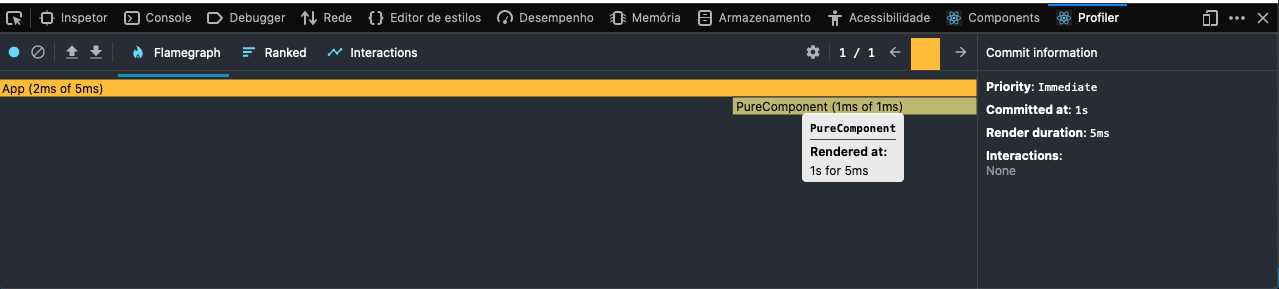 Inspetor Console Debugger Rede Editor de estilos Desempenho Memória Armazenamento Acessibilidade Components Profiler
Flamegraph Ranked Interactions 1 / 1 Commit information
App (2ms of 5ms)
PureComponent (1ms of 1ms)
PureComponent
Rendered at:
1s for 5ms
Priority: Immediate
Committed at: 1s
Render duration: 5ms
Interactions:
None